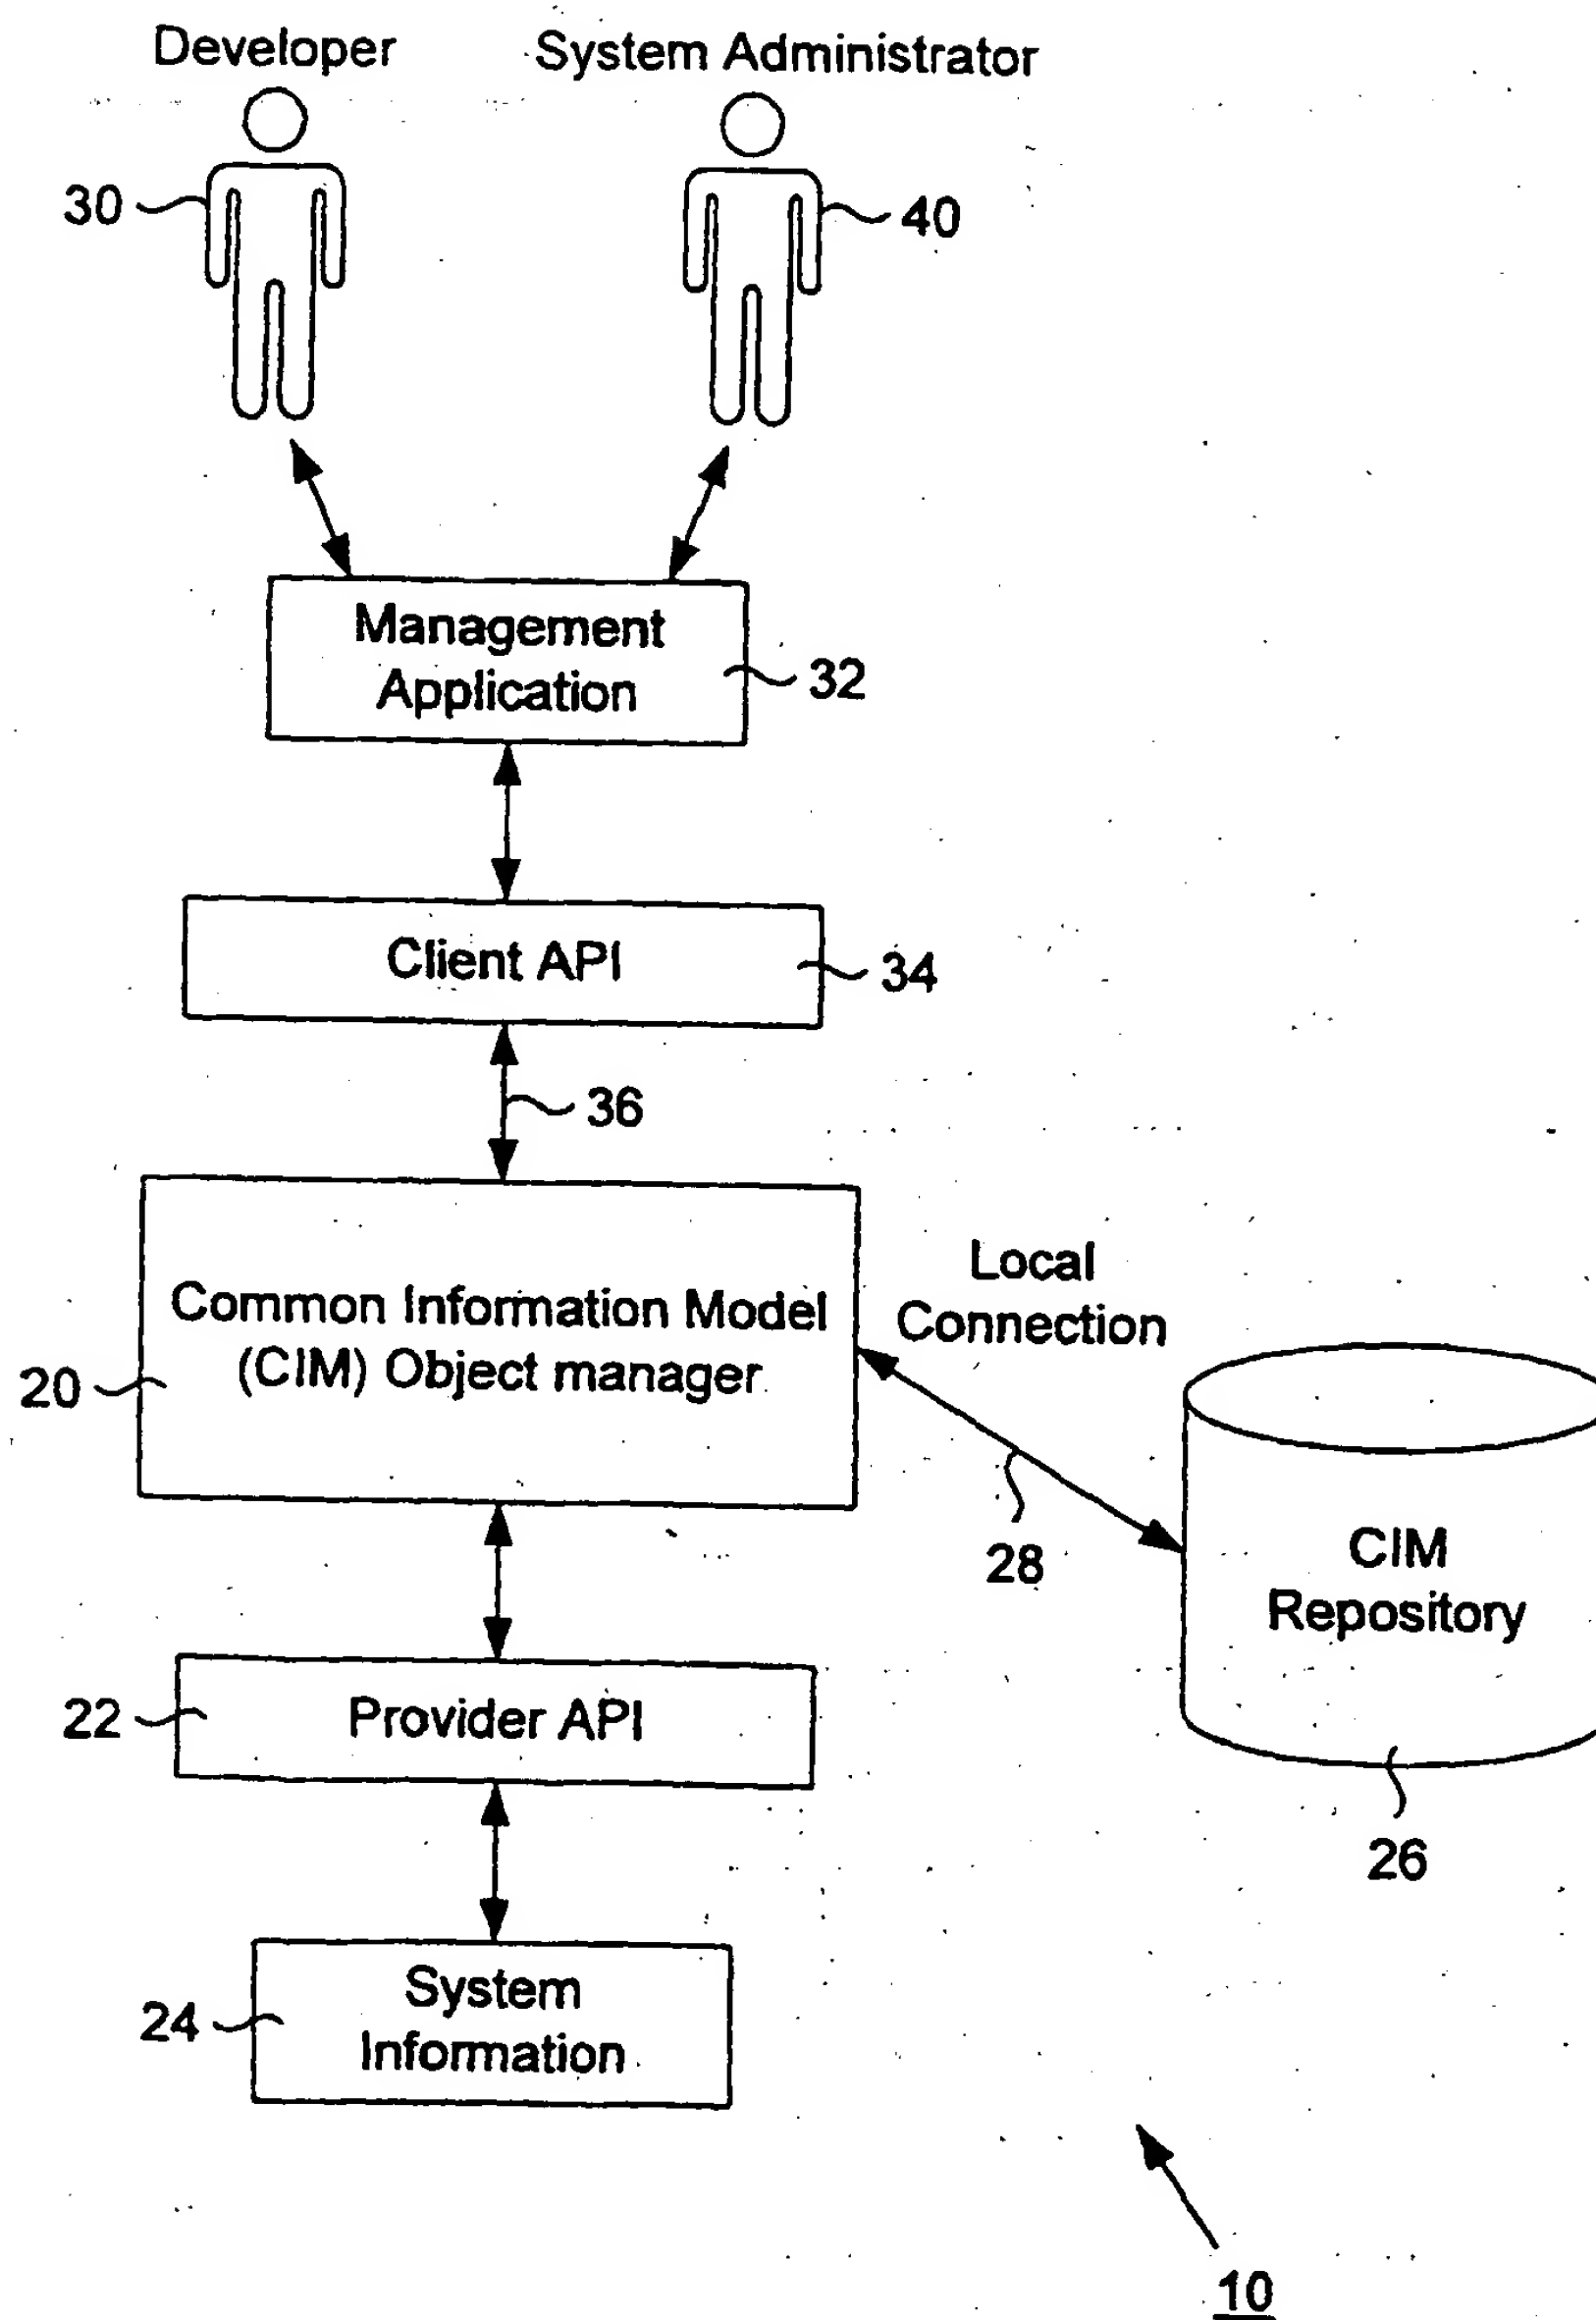 Developer
System Administrator
30
40
Management
Application
32
Client API
34
36
Common Information Model
(CIM) Object manager
20
Local
Connection
28
CIM
Repository
26
22
Provider API
24
System
Information
10